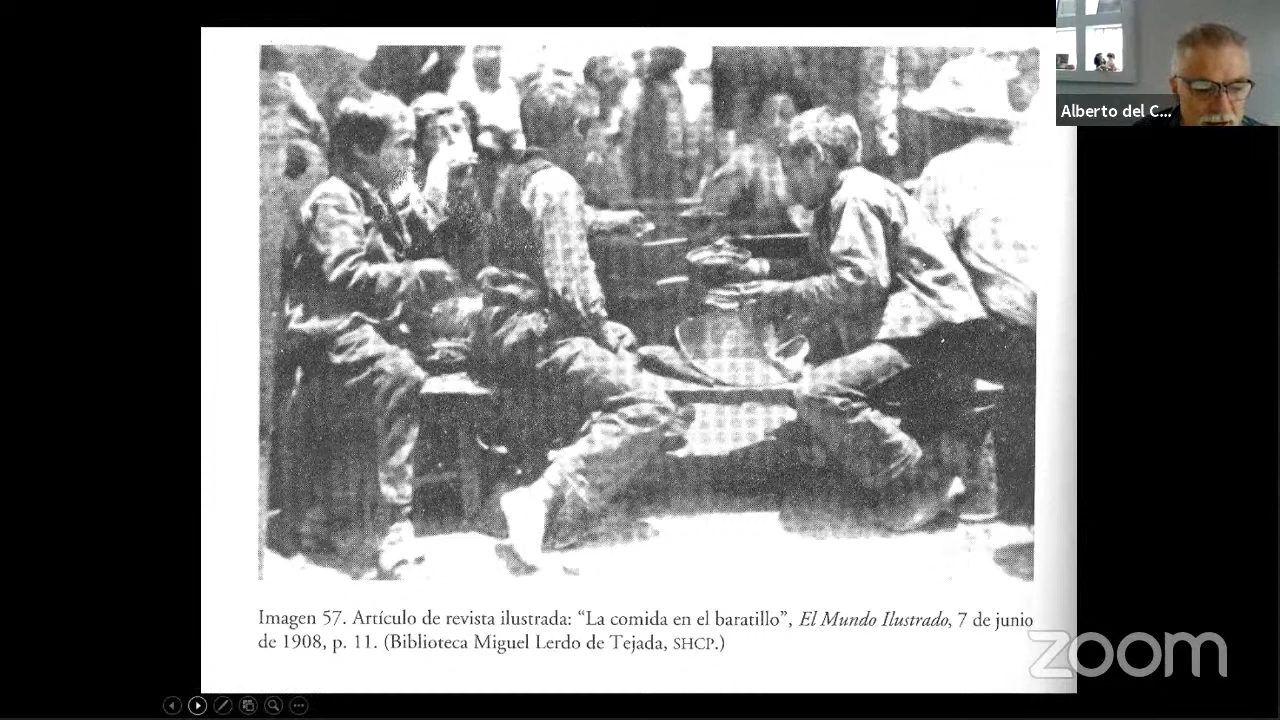 Alberto del C...
Imagen 57. Artículo de revista ilustrada: “La comida en el baratillo”, El Mundo Ilustrado, 7 de junio
de 1908, p. 11. (Biblioteca Miguel Lerdo de Tejada, SHCP.)
zoom